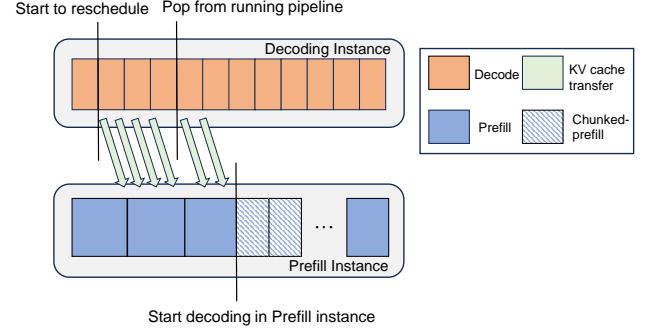 Start to reschedule
Pop from running pipeline
Decoding Instance
Decode
KV cache
transfer
Prefill
Chunked-
prefill
...
Prefill Instance
Start decoding in Prefill instance